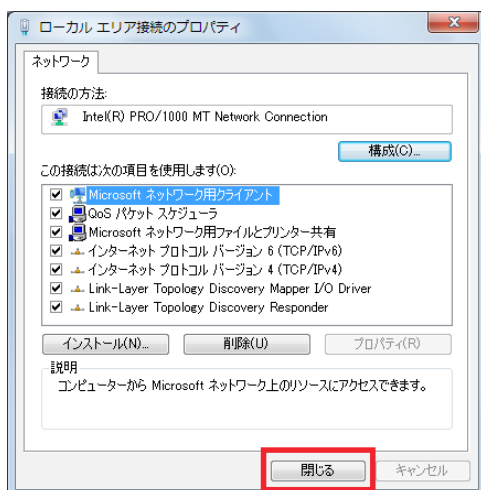 ローカル エリア接続のプロパティ
ネットワーク
接続の方法:
Intel(R) PRO/1000 MT Network Connection
構成(C)...
この接続は次の項目を使用します(O):
Microsoft ネットワーク用クライアント
QoS パケット スケジューラ
Microsoft ネットワーク用ファイルとプリンター共有
インターネット プロトコル バージョン 6 (TCP/IPv6)
インターネット プロトコル バージョン 4 (TCP/IPv4)
Link-Layer Topology Discovery Mapper I/O Driver
Link-Layer Topology Discovery Responder
インストール(N)... 削除(U) プロパティ(R)
説明
コンピューターから Microsoft ネットワーク上のリソースにアクセスできます。
閉じる キャンセル